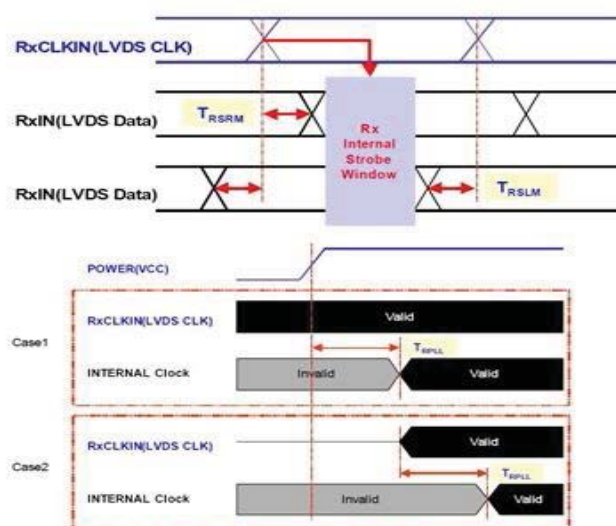 RxCLKIN(LVDS CLK)
RxIN(LVDS Data)
TRSRM
Rx
Internal
Strobe
Window
RxIN(LVDS Data)
TRSLM
POWER(VCC)
Case1
RxCLKIN(LVDS CLK)
Valid
TRPLL
INTERNAL Clock
Invalid
Valid
Case2
RxCLKIN(LVDS CLK)
Valid
TRPLL
INTERNAL Clock
Invalid
Valid